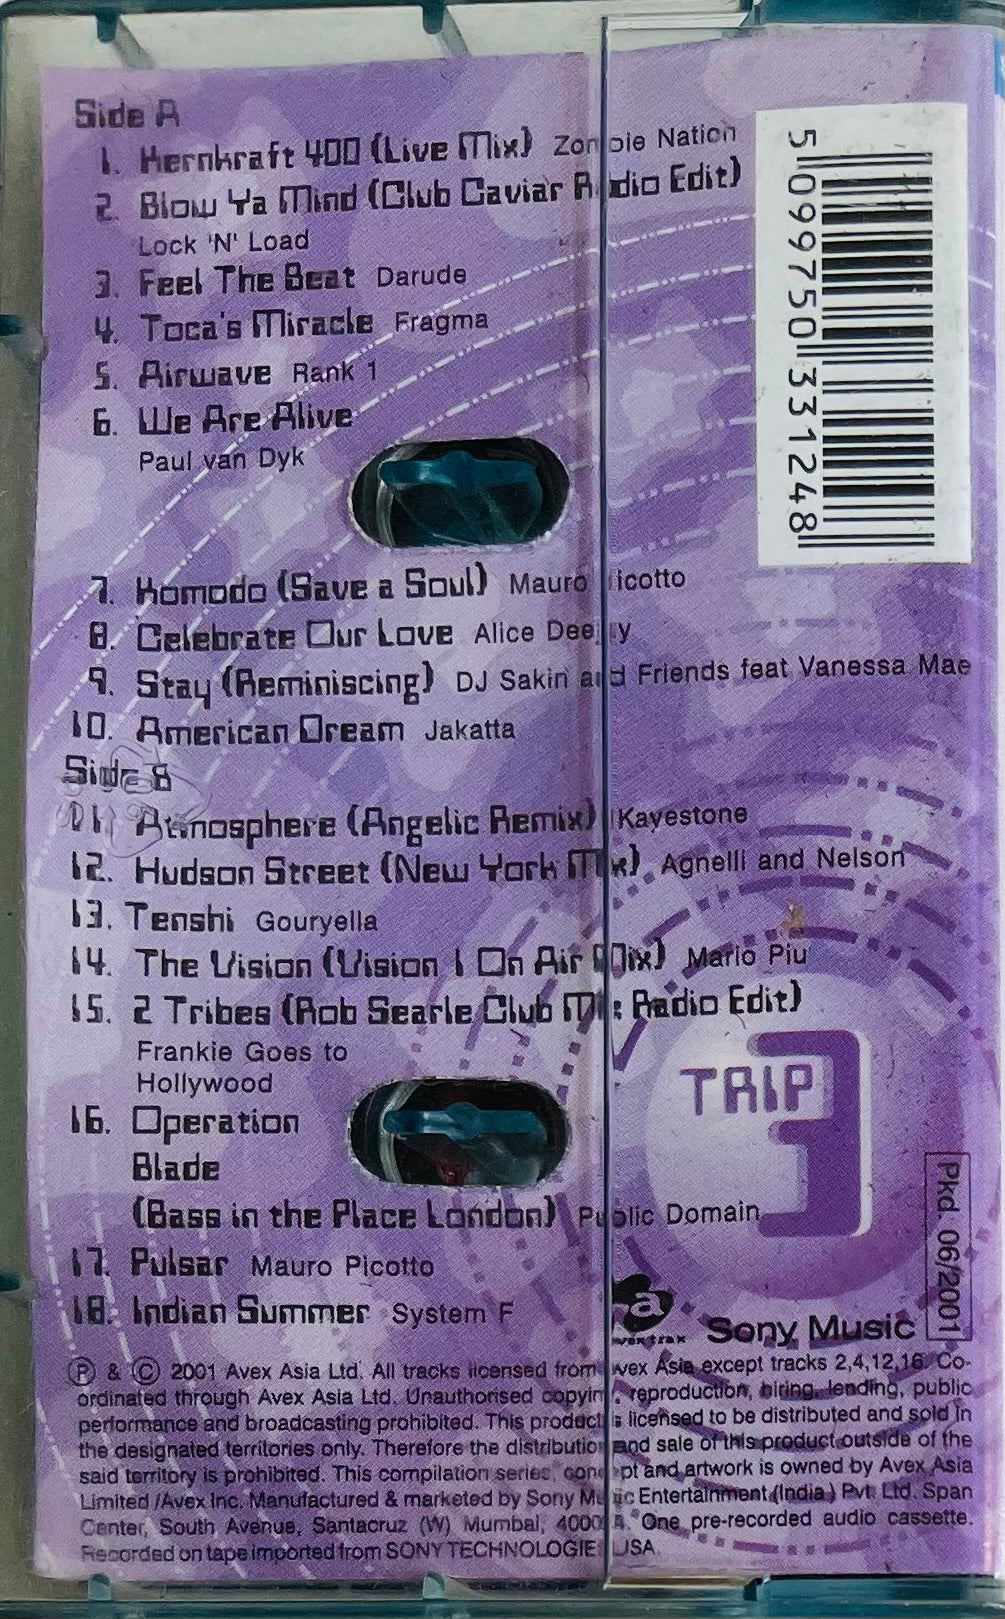 Side A
1. Kernkraft 400 (Live Mix) Zombie Nation
2. Blow Ya Mind (Club Caviar Radio Edit)
Lock 'N' Load
3. Feel The Beat Darude
4. Toca's Miracle Fragma
5. Airwave Rank 1
6. We Are Alive
Paul van Dyk
7. Komodo (Save a Soul) Mauro Picotto
8. Celebrate Our Love Alice Deejay
9. Stay (Reminiscing) DJ Sakin and Friends feat Vanessa Mae
10. American Dream Jakatta
Side B
11. Atmosphere (Angelic Remix) Kayestone
12. Hudson Street (New York Mix) Agnelli and Nelson
13. Tenshi Gouryella
14. The Vision (Vision 1 On Air Mix) Mario Piu
15. 2 Tribes (Rob Searle Club Mix Radio Edit)
Frankie Goes to
Hollywood
16. Operation
Blade
(Bass in the Place London) Public Domain
17. Pulsar Mauro Picotto
18. Indian Summer System F
5 099750 331248
TRIP
3
Pkd. 06/2001
a
avex trax Sony Music
Ⓟ & © 2001 Avex Asia Ltd. All tracks licensed from Avex Asia except tracks 2,4,12,16. Co-
ordinated through Avex Asia Ltd. Unauthorised copying, reproduction, hiring, lending, public
performance and broadcasting prohibited. This product is licensed to be distributed and sold in
the designated territories only. Therefore the distribution and sale of this product outside of the
said territory is prohibited. This compilation series, concept and artwork is owned by Avex Asia
Limited /Avex Inc. Manufactured & marketed by Sony Music Entertainment (India) Pvt. Ltd. Span
Center, South Avenue, Santacruz (W) Mumbai, One pre-recorded audio cassette.
Recorded on tape imported from SONY TECHNOLOGIES USA.